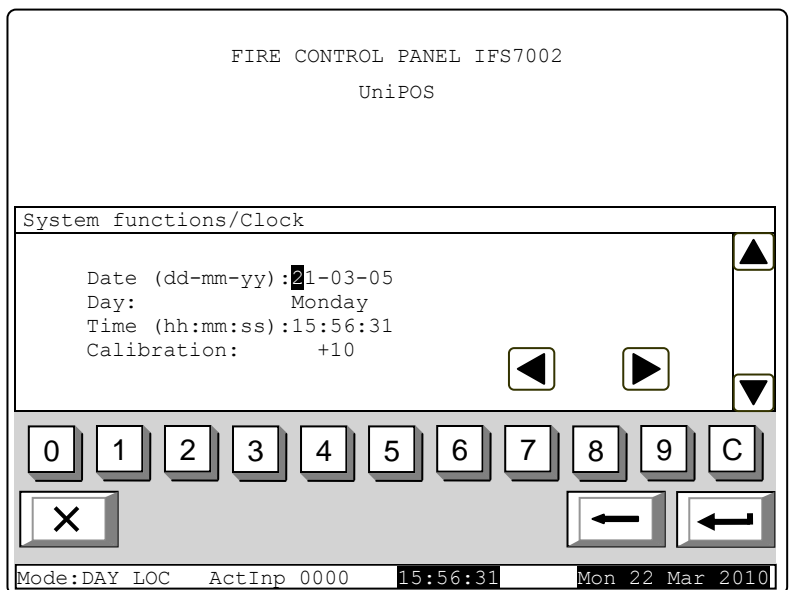 FIRE CONTROL PANEL IFS7002
UniPOS
System functions/Clock
Date (dd-mm-yy):21-03-05
Day: Monday
Time (hh:mm:ss):15:56:31
Calibration: +10
0 1 2 3 4 5 6 7 8 9 C
Mode:DAY LOC ActInp 0000 15:56:31 Mon 22 Mar 2010